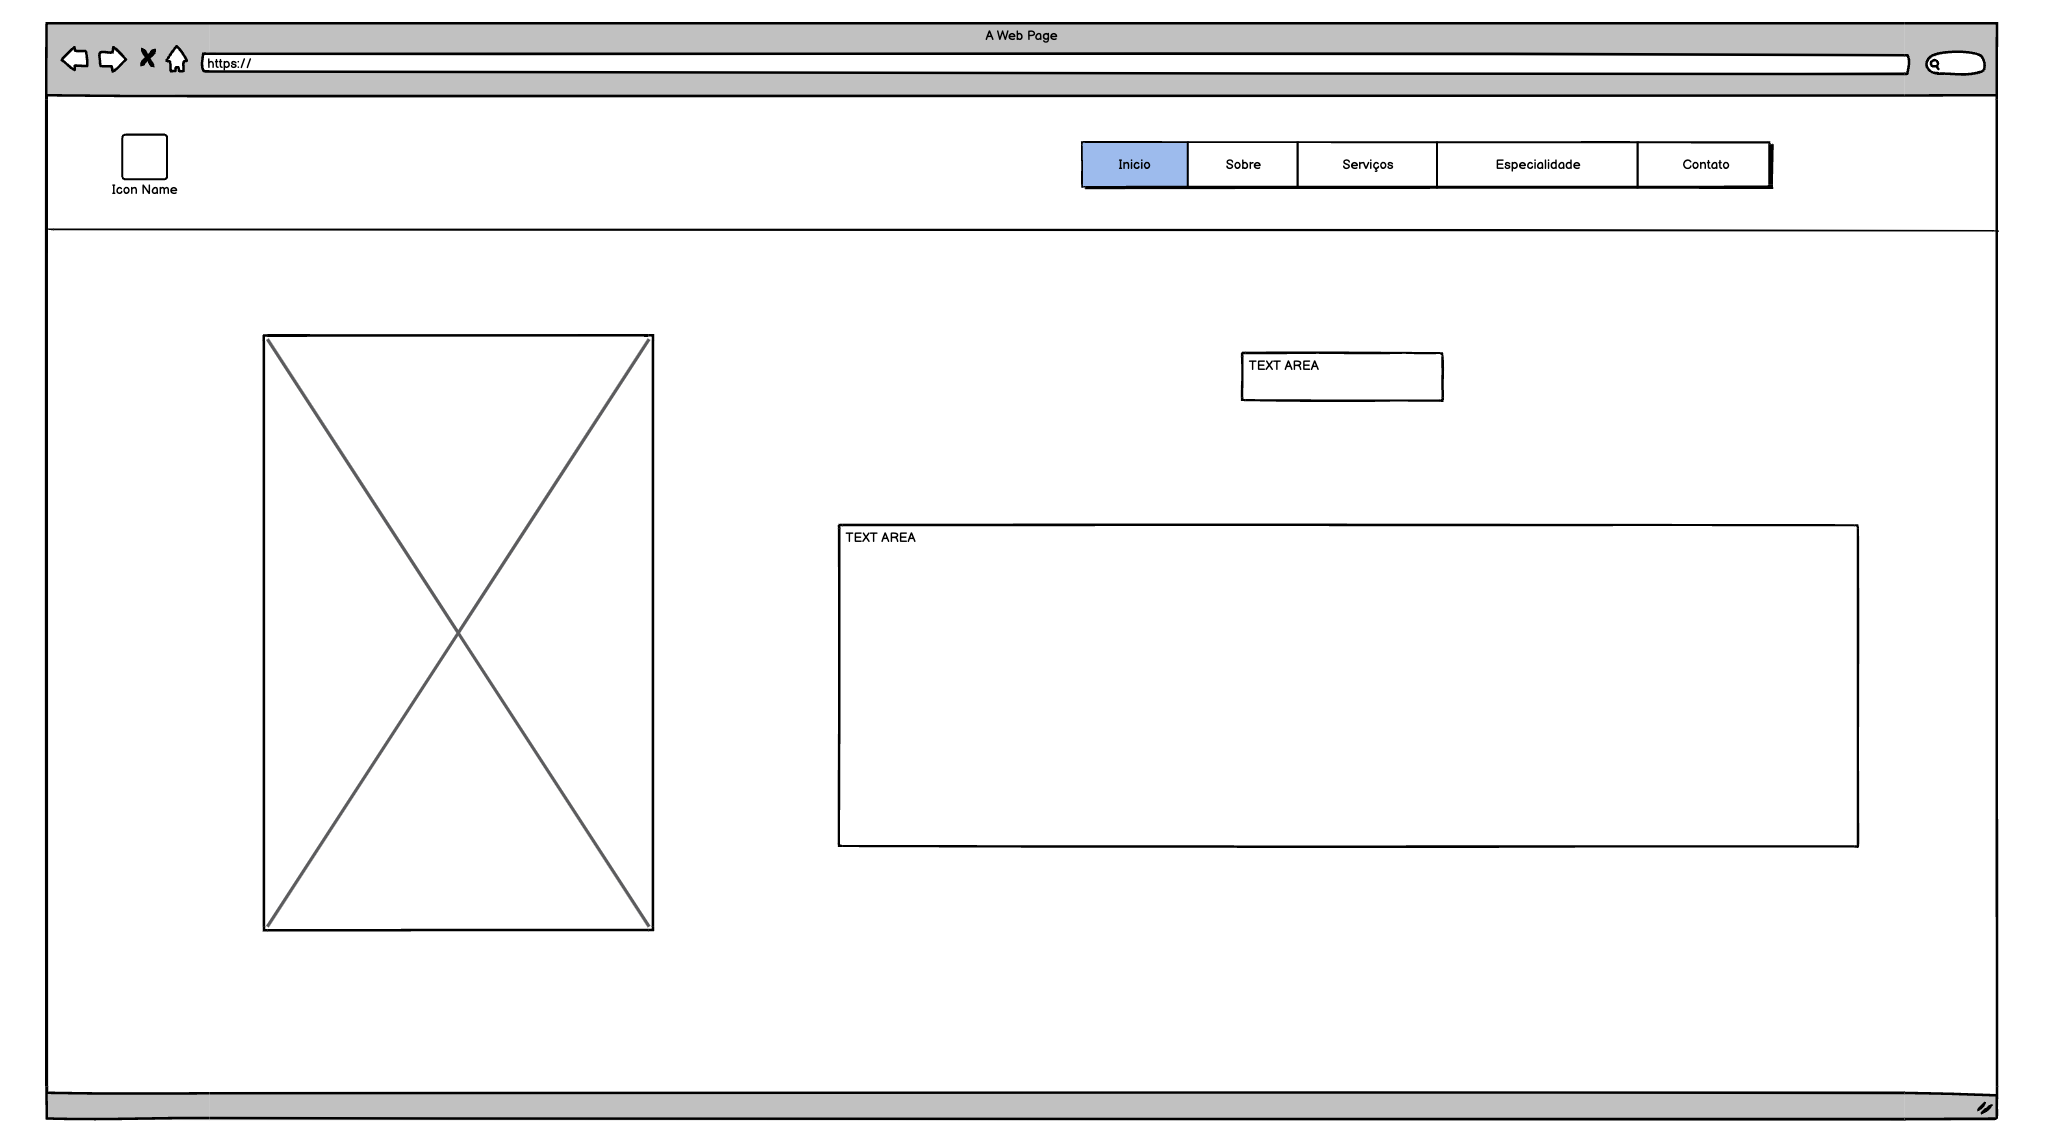 A Web Page
https://
Icon Name
Inicio Sobre Serviços Especialidade Contato
TEXT AREA
TEXT AREA